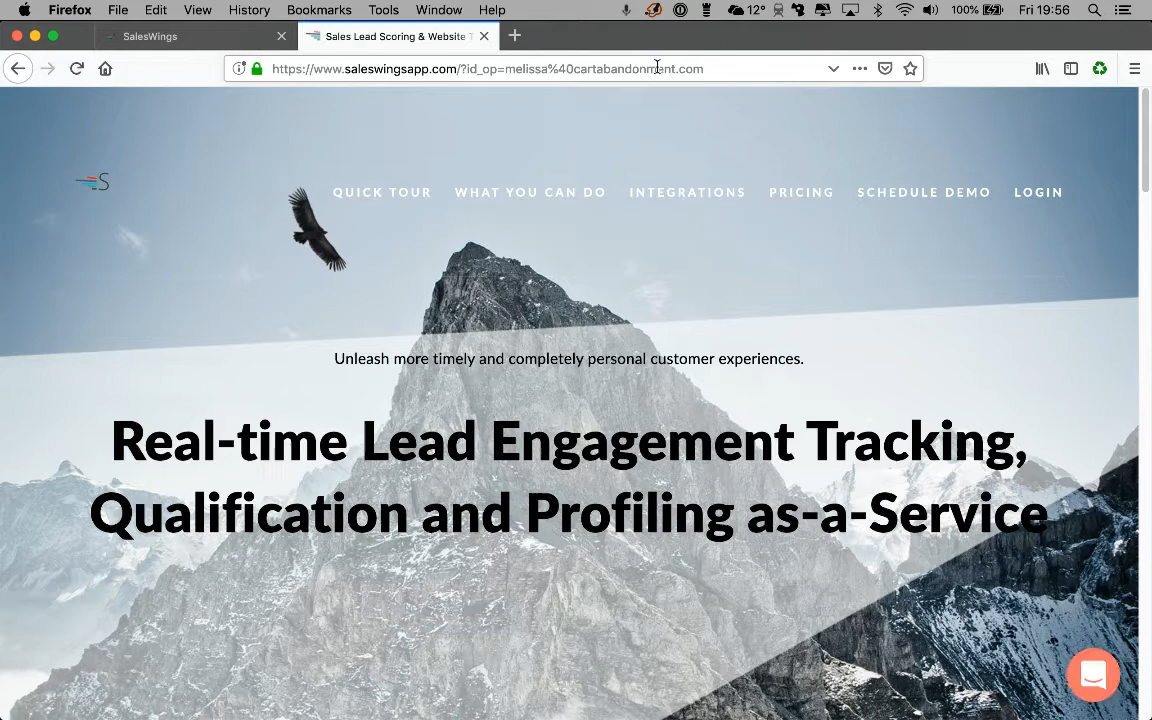 Firefox File Edit View History Bookmarks Tools Window Help 12° 100% Fri 19:56
SalesWings Sales Lead Scoring & Website
https://www.saleswingsapp.com/?id_op=melissa%40cartabandonment.com
S QUICK TOUR WHAT YOU CAN DO INTEGRATIONS PRICING SCHEDULE DEMO LOGIN
Unleash more timely and completely personal customer experiences.
Real-time Lead Engagement Tracking,
Qualification and Profiling as-a-Service